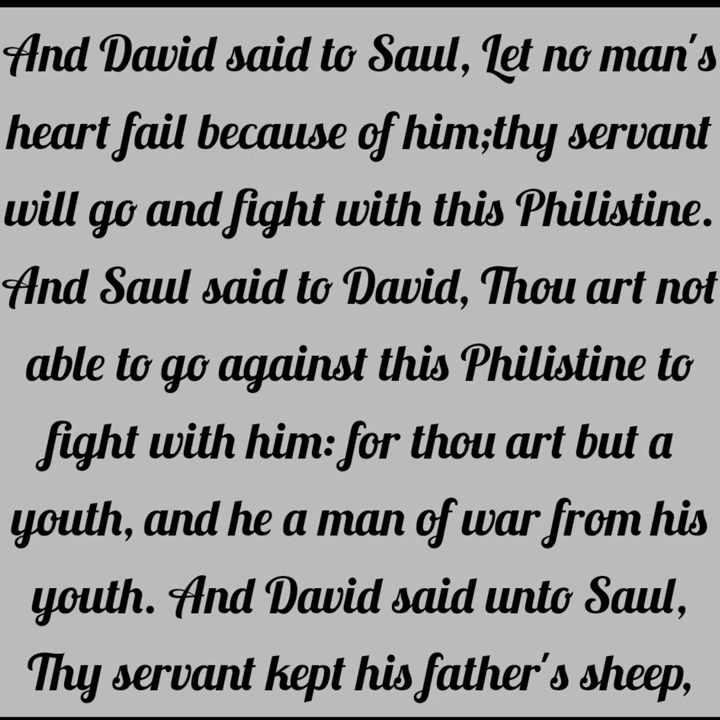 And David said to Saul, Let no man's
heart fail because of him;thy servant
will go and fight with this Philistine.
And Saul said to David, Thou art not
able to go against this Philistine to
fight with him: for thou art but a
youth, and he a man of war from his
youth. And David said unto Saul,
Thy servant kept his father's sheep,